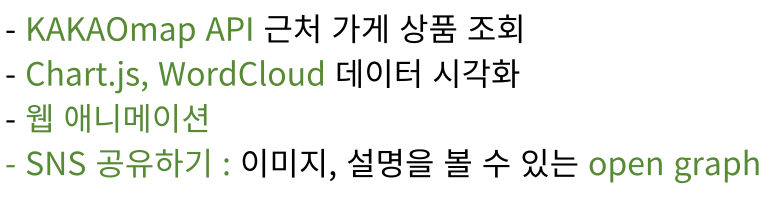 - KAKAOmap API 근처 가게 상품 조회
- Chart.js, WordCloud 데이터 시각화
- 웹 애니메이션
- SNS 공유하기 : 이미지, 설명을 볼 수 있는 open graph